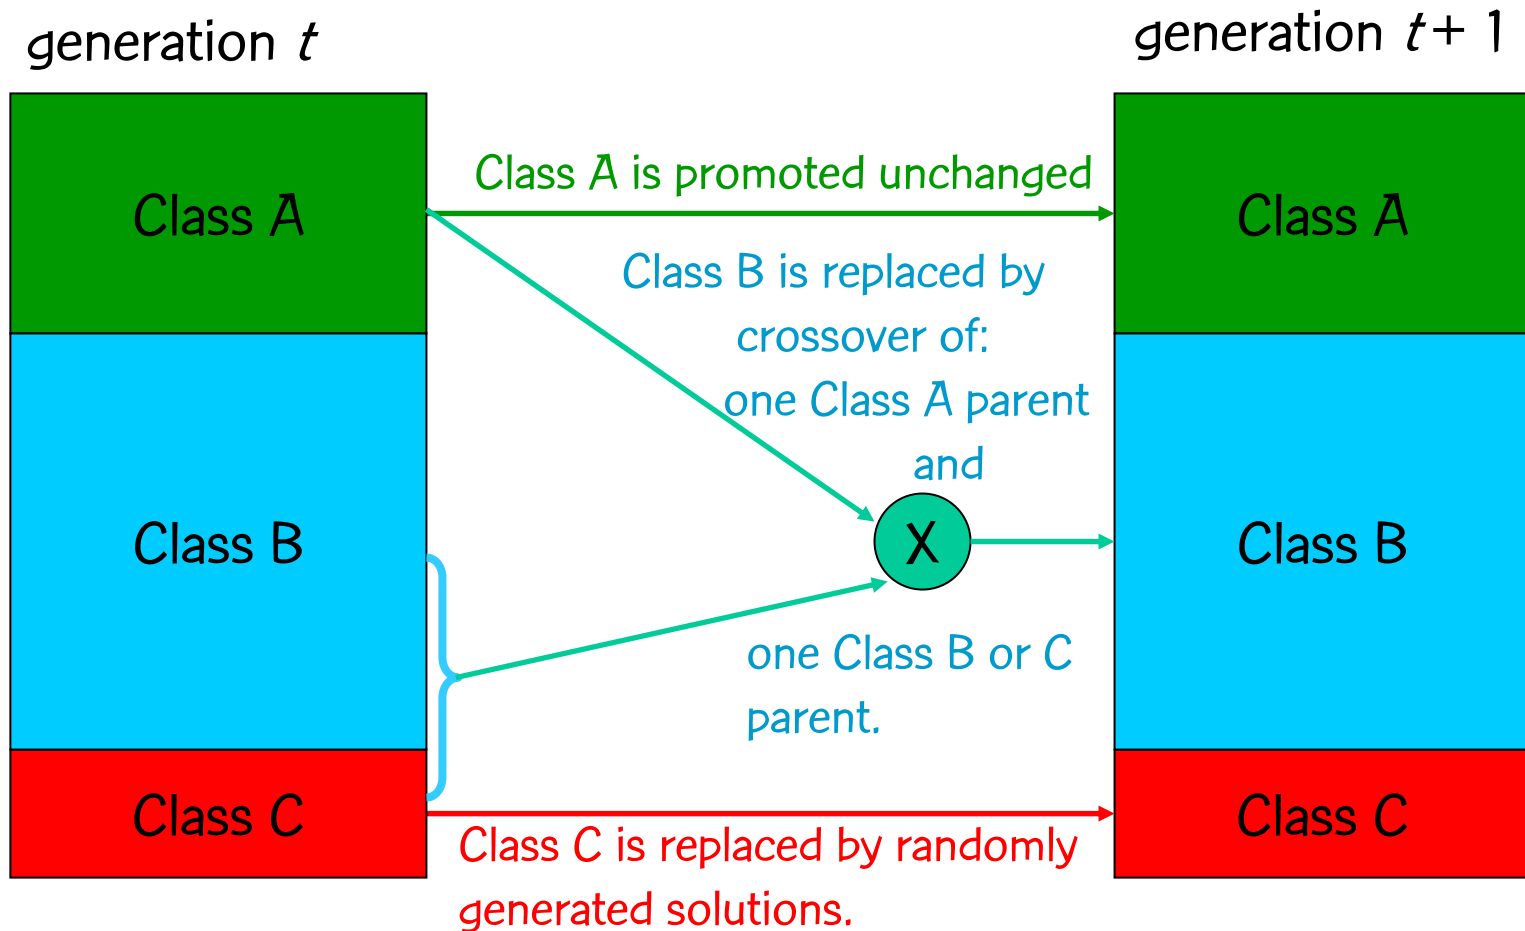 generation t
generation t + 1
Class A
Class A is promoted unchanged
Class A
Class B is replaced by
crossover of:
one Class A parent
and
Class B
X
Class B
one Class B or C
parent.
Class C
Class C
Class C is replaced by randomly
generated solutions.